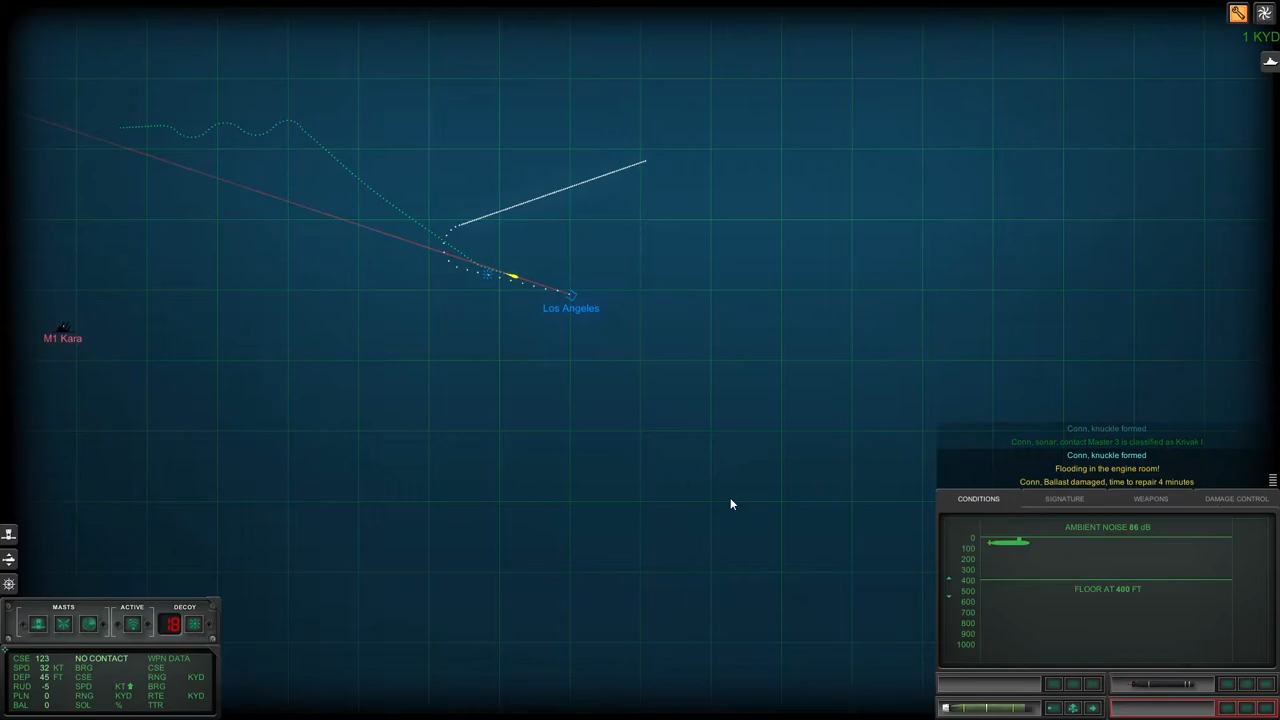 1 KYD
Los Angeles
M1 Kara
Conn, knuckle formed
Conn, sonar: contact Master 3 is classified as Krivak I
Conn, knuckle formed
Flooding in the engine room!
Conn, Ballast damaged, time to repair 4 minutes
CONDITIONS SIGNATURE WEAPONS DAMAGE CONTROL
AMBIENT NOISE 86 dB
0
100
200
300
400
FLOOR AT 400 FT
500
600
700
800
900
1000
MASTS ACTIVE DECOY
18
CSE 123 NO CONTACT WPN DATA
SPD 32 KT BRG CSE
DEP 45 FT CSE RNG KYD
RUD -5 SPD KT BRG
PLN 0 RNG KYD RTE KYD
BAL 0 SOL % TTR